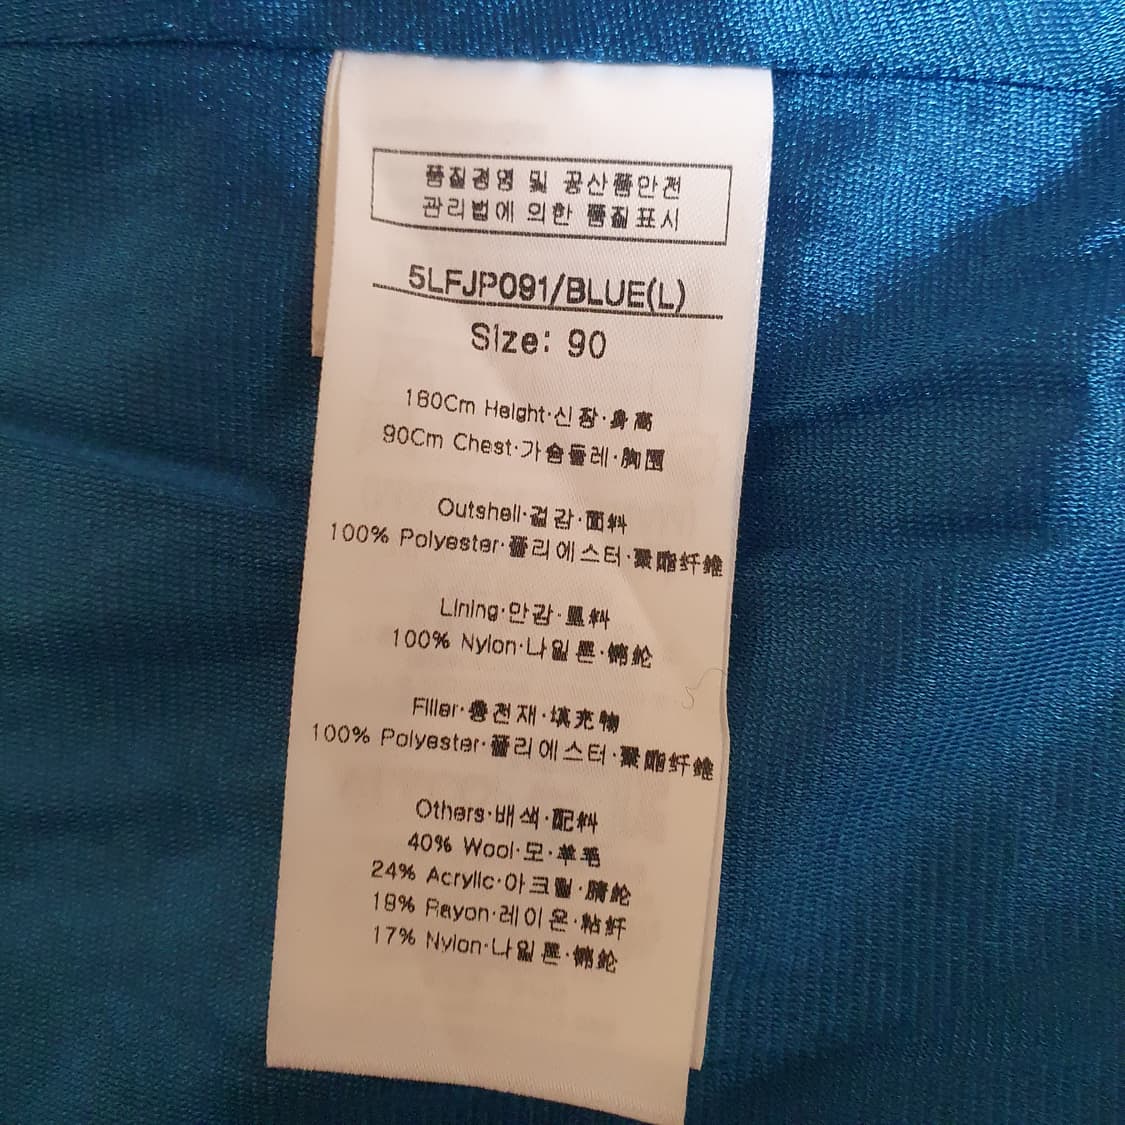 품질경영 및 공산품안전
관리법에 의한 품질표시
5LFJP091/BLUE(L)
Size: 90
160Cm Height·신장·身高
90Cm Chest·가슴둘레·胸围
Outshell·겉감·面料
100% Polyester·폴리에스터·聚酯纤维
Lining·안감·里料
100% Nylon·나일론·锦纶
Filler·충전재·填充物
100% Polyester·폴리에스터·聚酯纤维
Others·배색·配料
40% Wool·모·羊毛
24% Acrylic·아크릴·腈纶
19% Rayon·레이온·粘纤
17% Nylon·나일론·锦纶